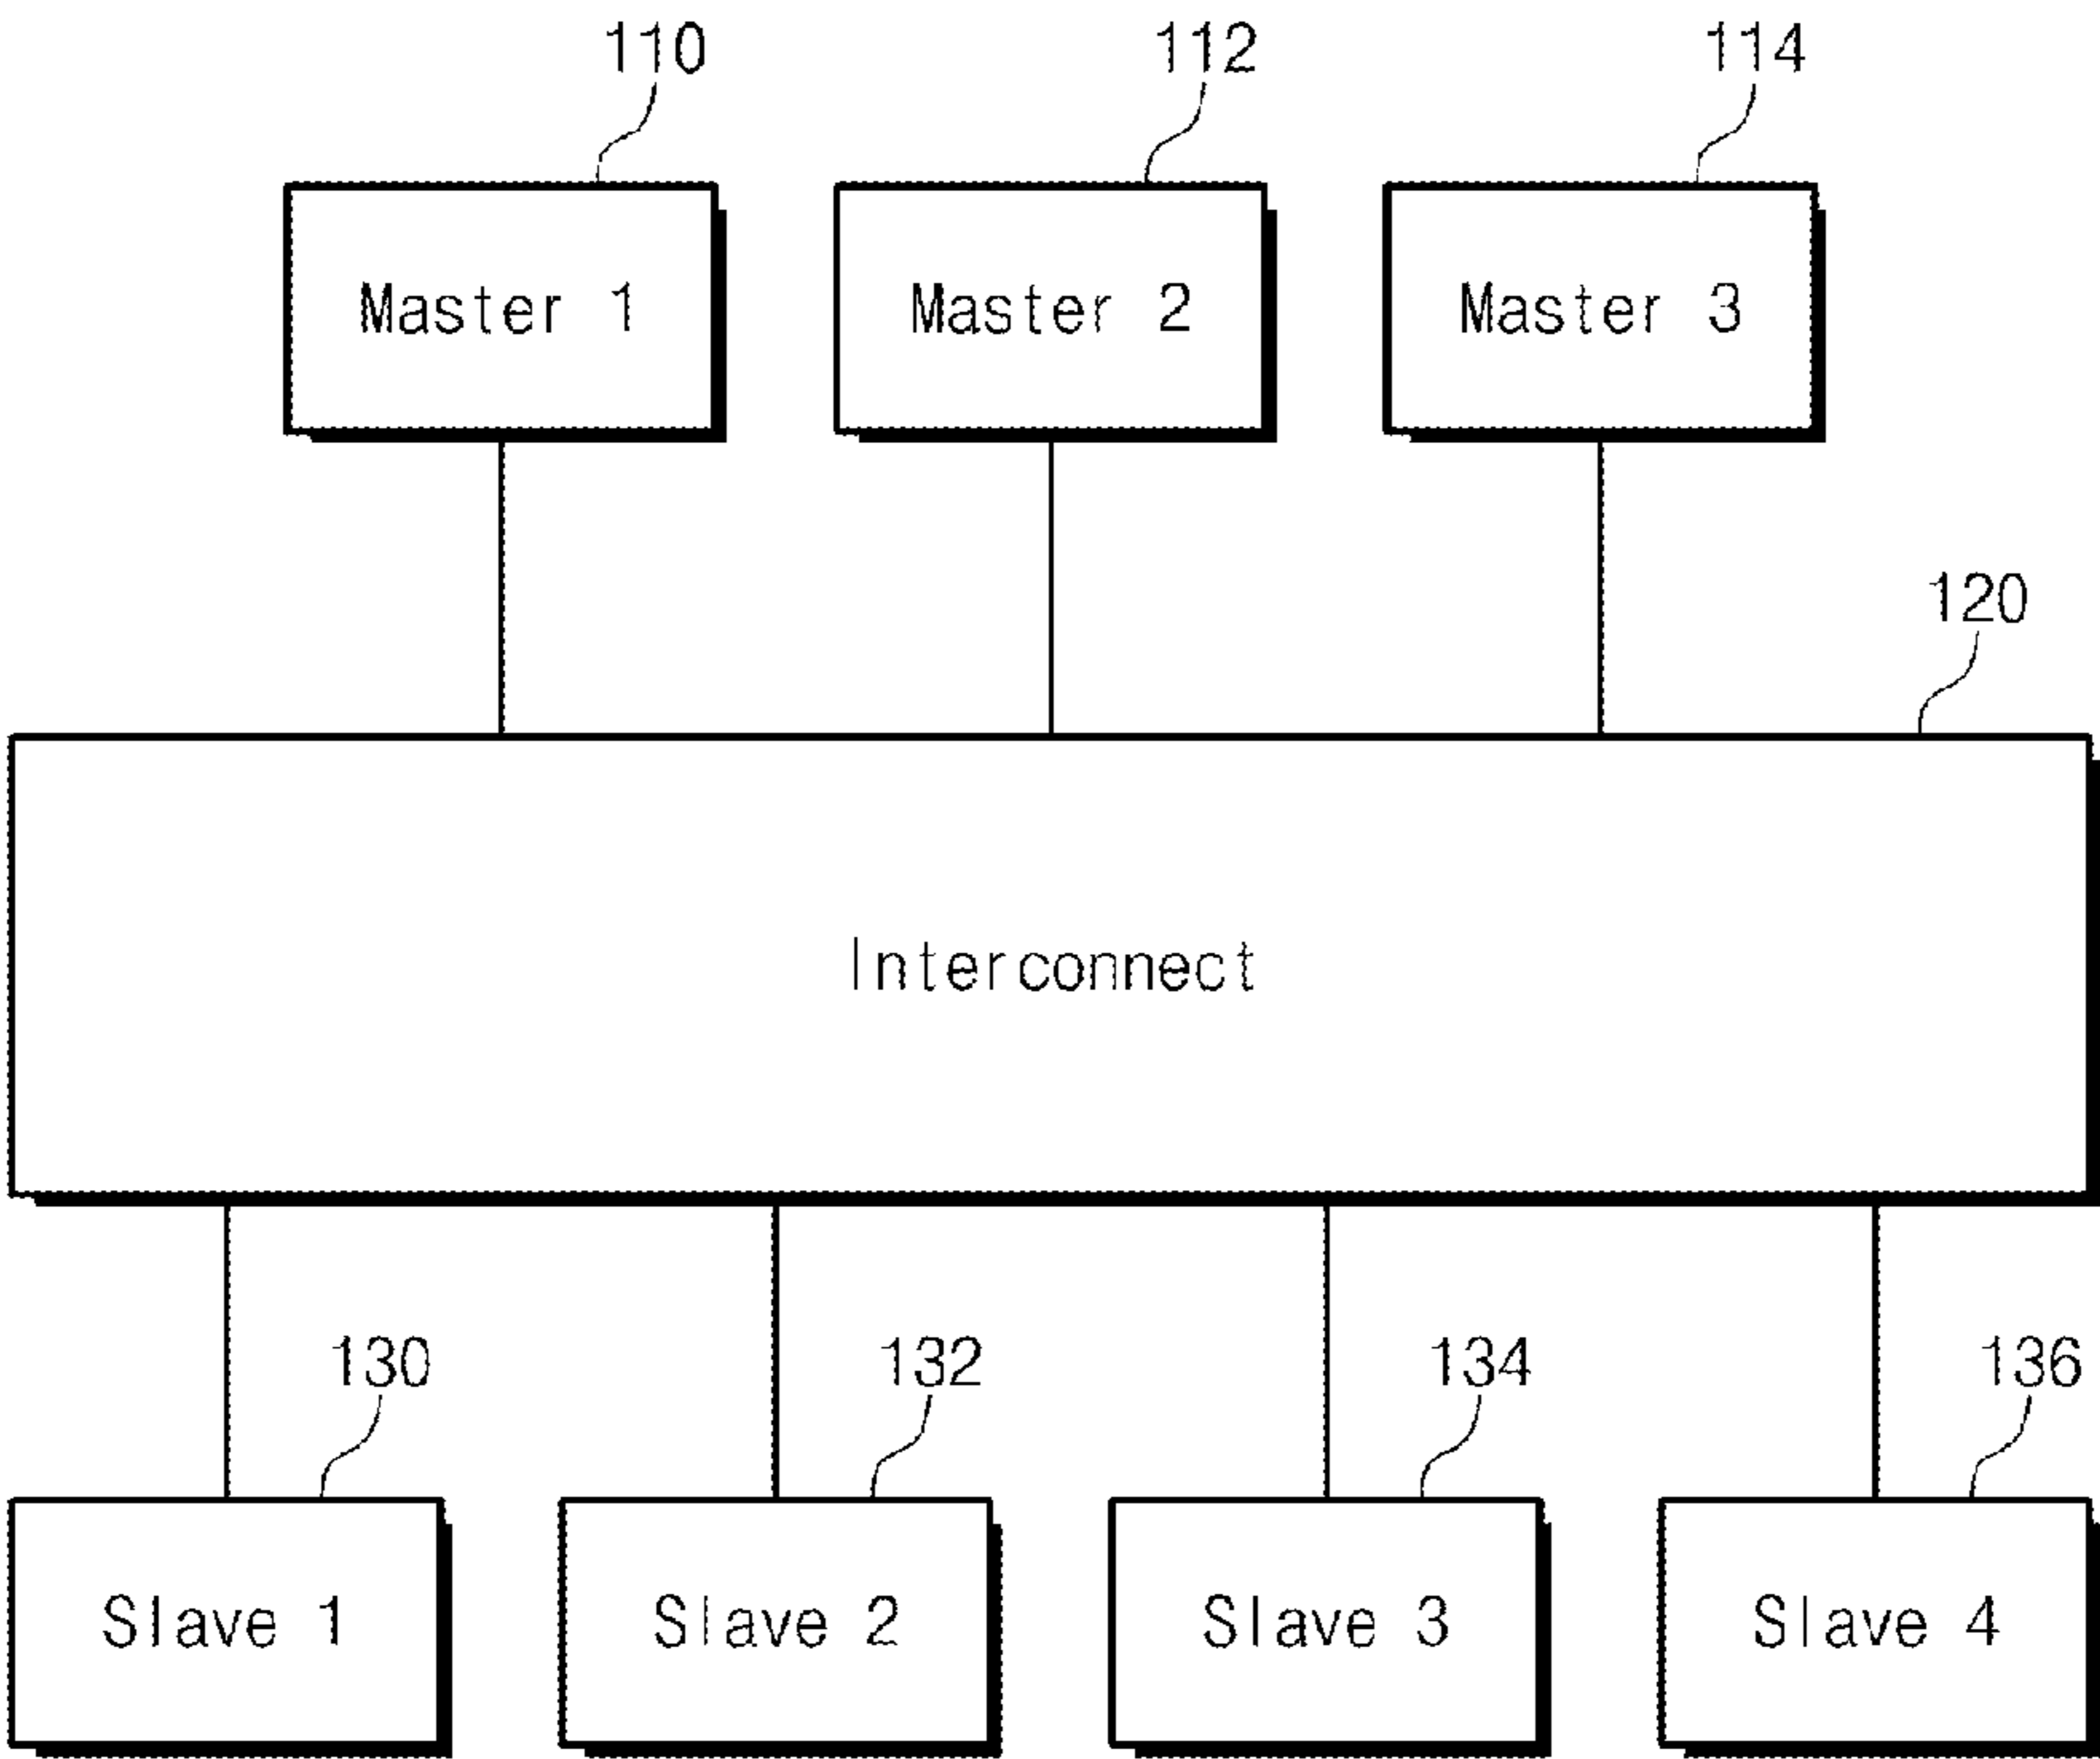 110 112 114
Master 1 Master 2 Master 3
120
Interconnect
130 132 134 136
Slave 1 Slave 2 Slave 3 Slave 4